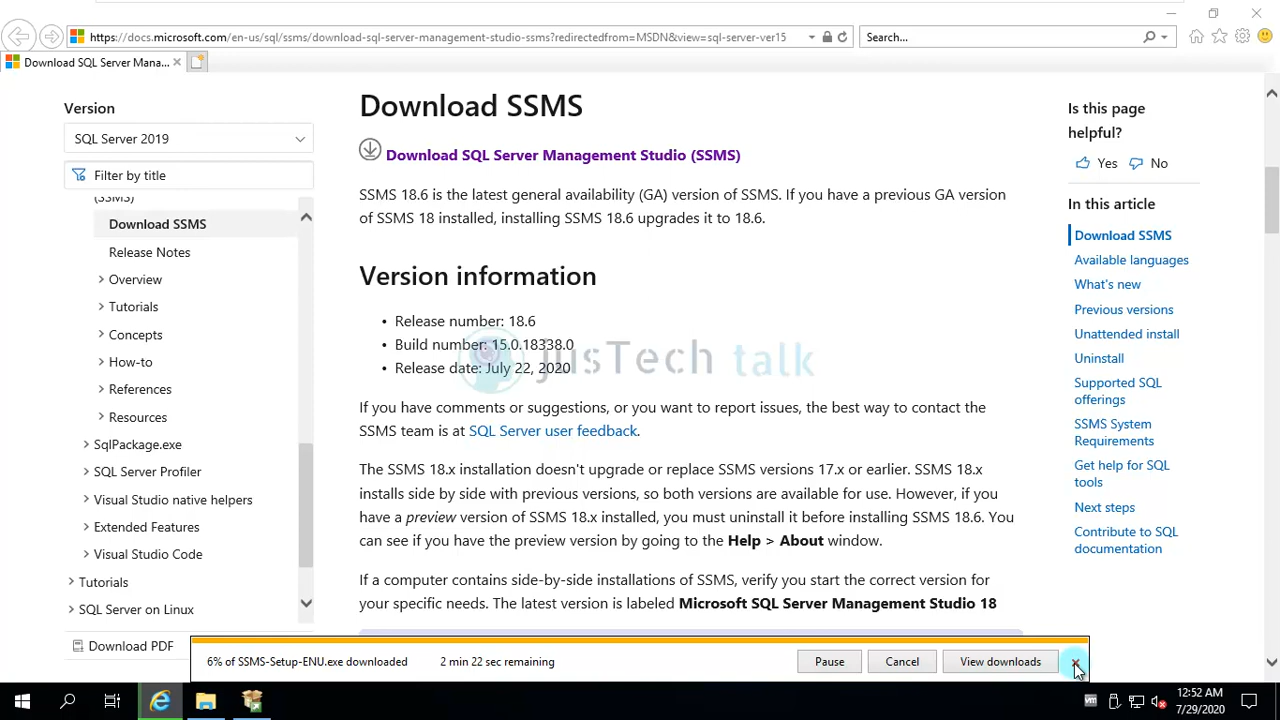 https://docs.microsoft.com/en-us/sql/ssms/download-sql-server-management-studio-ssms?redirectedfrom=MSDN&view=sql-server-ver15
Search...
Download SQL Server Mana...
Version
SQL Server 2019
Filter by title
(SSMS)
Download SSMS
Release Notes
Overview
Tutorials
Concepts
How-to
References
Resources
SqlPackage.exe
SQL Server Profiler
Visual Studio native helpers
Extended Features
Visual Studio Code
Tutorials
SQL Server on Linux
Download PDF
Download SSMS
Download SQL Server Management Studio (SSMS)
SSMS 18.6 is the latest general availability (GA) version of SSMS. If you have a previous GA version
of SSMS 18 installed, installing SSMS 18.6 upgrades it to 18.6.
Version information
• Release number: 18.6
• Build number: 15.0.18338.0
• Release date: July 22, 2020
jusTech talk
If you have comments or suggestions, or you want to report issues, the best way to contact the
SSMS team is at SQL Server user feedback.
The SSMS 18.x installation doesn't upgrade or replace SSMS versions 17.x or earlier. SSMS 18.x
installs side by side with previous versions, so both versions are available for use. However, if you
have a preview version of SSMS 18.x installed, you must uninstall it before installing SSMS 18.6. You
can see if you have the preview version by going to the Help > About window.
If a computer contains side-by-side installations of SSMS, verify you start the correct version for
your specific needs. The latest version is labeled Microsoft SQL Server Management Studio 18
Is this page
helpful?
Yes No
In this article
Download SSMS
Available languages
What's new
Previous versions
Unattended install
Uninstall
Supported SQL
offerings
SSMS System
Requirements
Get help for SQL
tools
Next steps
Contribute to SQL
documentation
6% of SSMS-Setup-ENU.exe downloaded 2 min 22 sec remaining Pause Cancel View downloads
vm
12:52 AM
7/29/2020